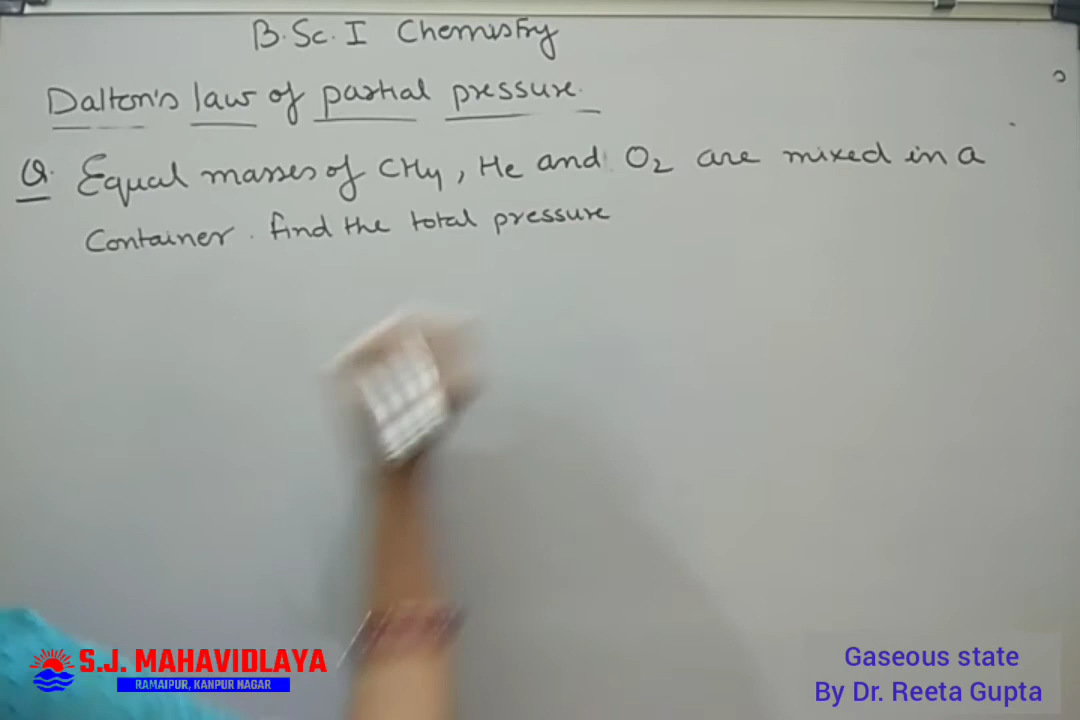 B.Sc. I Chemistry
Dalton's law of partial pressure.
Q. Equal masses of CH4, He and O2 are mixed in a
Container. find the total pressure
S.J. MAHAVIDLAYA
RAMAIPUR, KANPUR NAGAR
Gaseous state
By Dr. Reeta Gupta